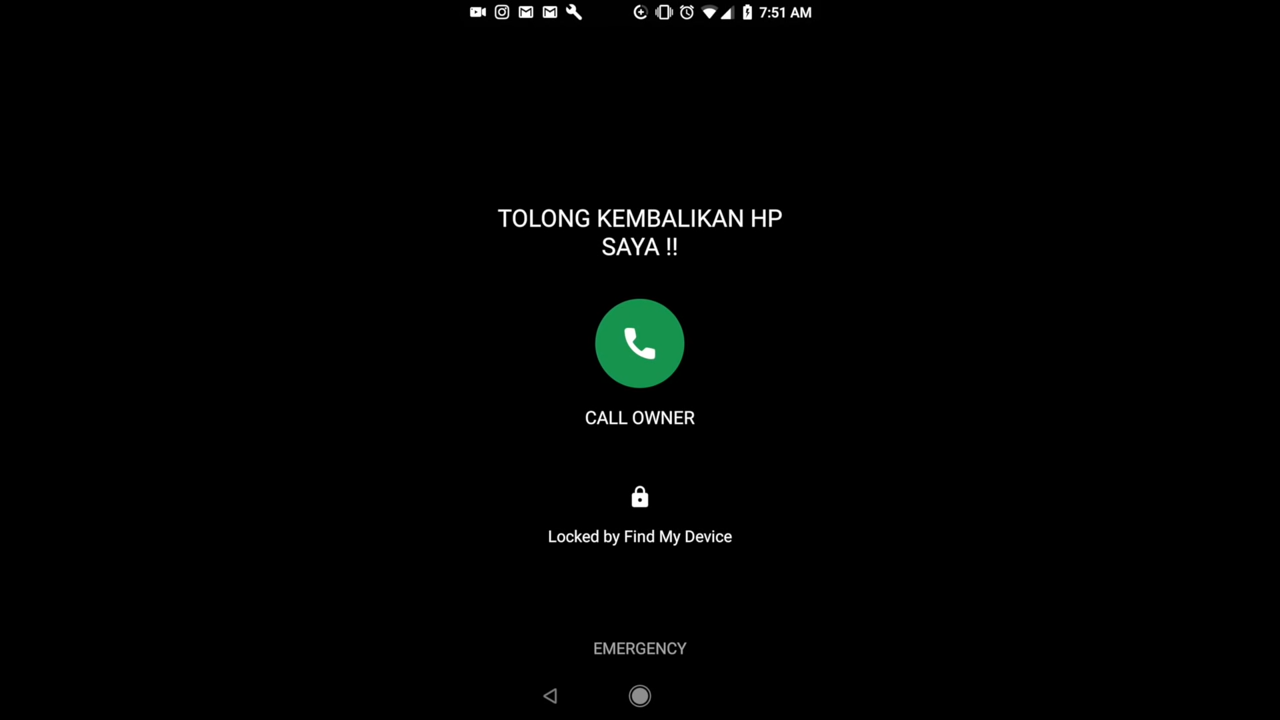 7:51 AM
TOLONG KEMBALIKAN HP
SAYA !!
CALL OWNER
Locked by Find My Device
EMERGENCY